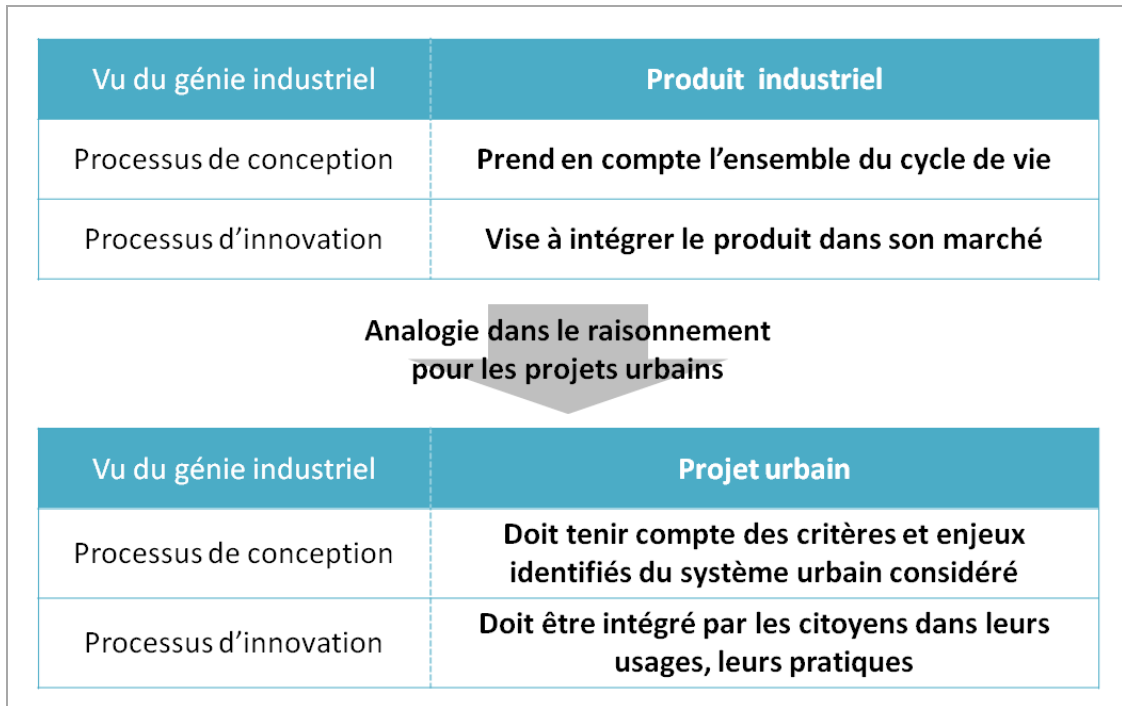 Vu du génie industriel
Produit industriel
Processus de conception
Prend en compte l’ensemble du cycle de vie
Processus d’innovation
Vise à intégrer le produit dans son marché
Analogie dans le raisonnement
pour les projets urbains
Vu du génie industriel
Projet urbain
Processus de conception
Doit tenir compte des critères et enjeux
identifiés du système urbain considéré
Processus d’innovation
Doit être intégré par les citoyens dans leurs
usages, leurs pratiques